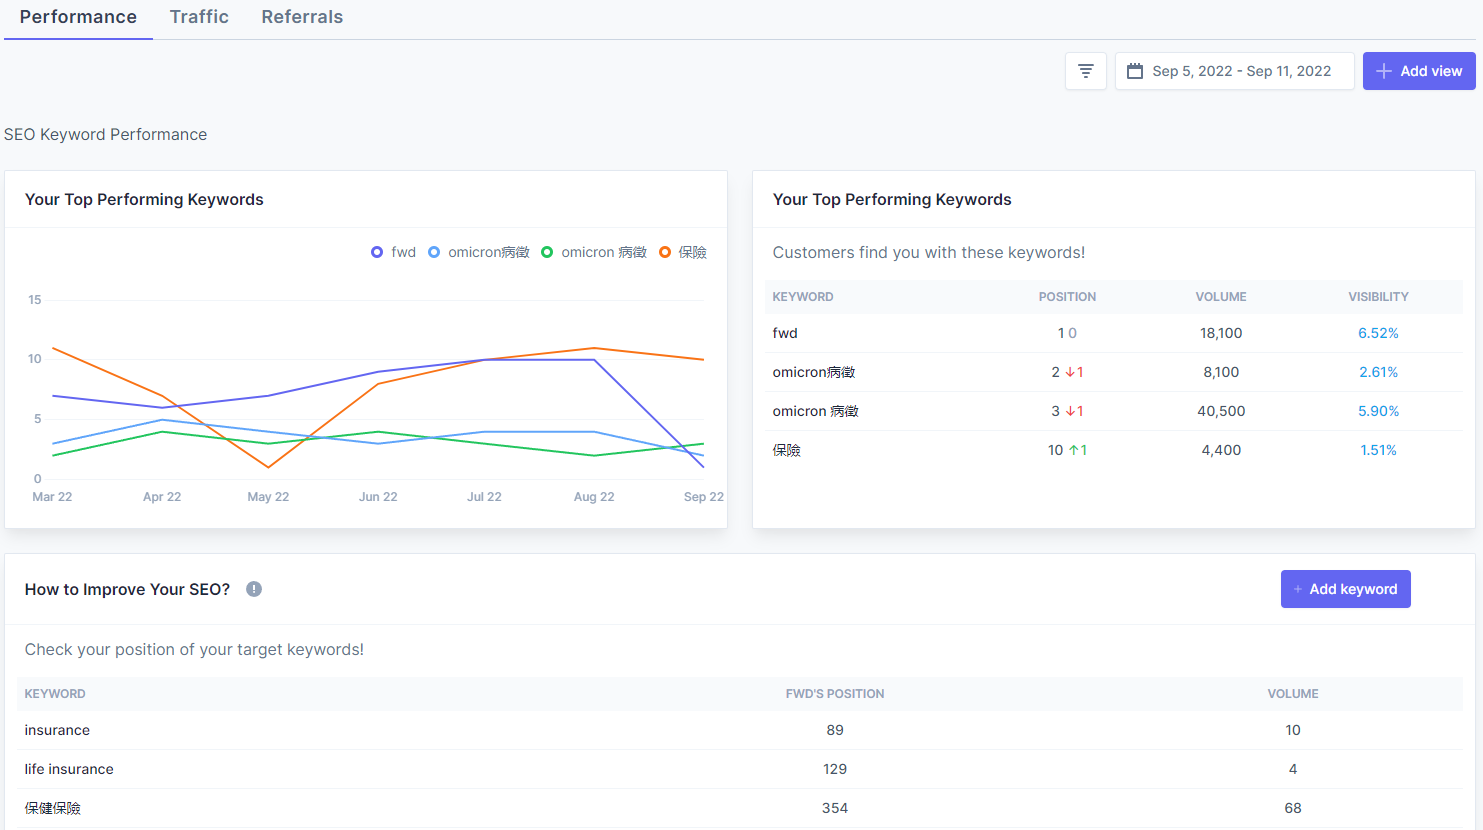 Performance Traffic Referrals
Sep 5, 2022 - Sep 11, 2022 Add view
SEO Keyword Performance
Your Top Performing Keywords
fwd omicron病徵 omicron 病徵 保險
15
10
5
0
Mar 22 Apr 22 May 22 Jun 22 Jul 22 Aug 22 Sep 22
Your Top Performing Keywords
Customers find you with these keywords!
KEYWORD POSITION VOLUME VISIBILITY
fwd 1 0 18,100 6.52%
omicron病徵 2 ↓1 8,100 2.61%
omicron 病徵 3 ↓1 40,500 5.90%
保險 10 ↑1 4,400 1.51%
How to Improve Your SEO? !
+ Add keyword
Check your position of your target keywords!
KEYWORD FWD'S POSITION VOLUME
insurance 89 10
life insurance 129 4
保健保險 354 68